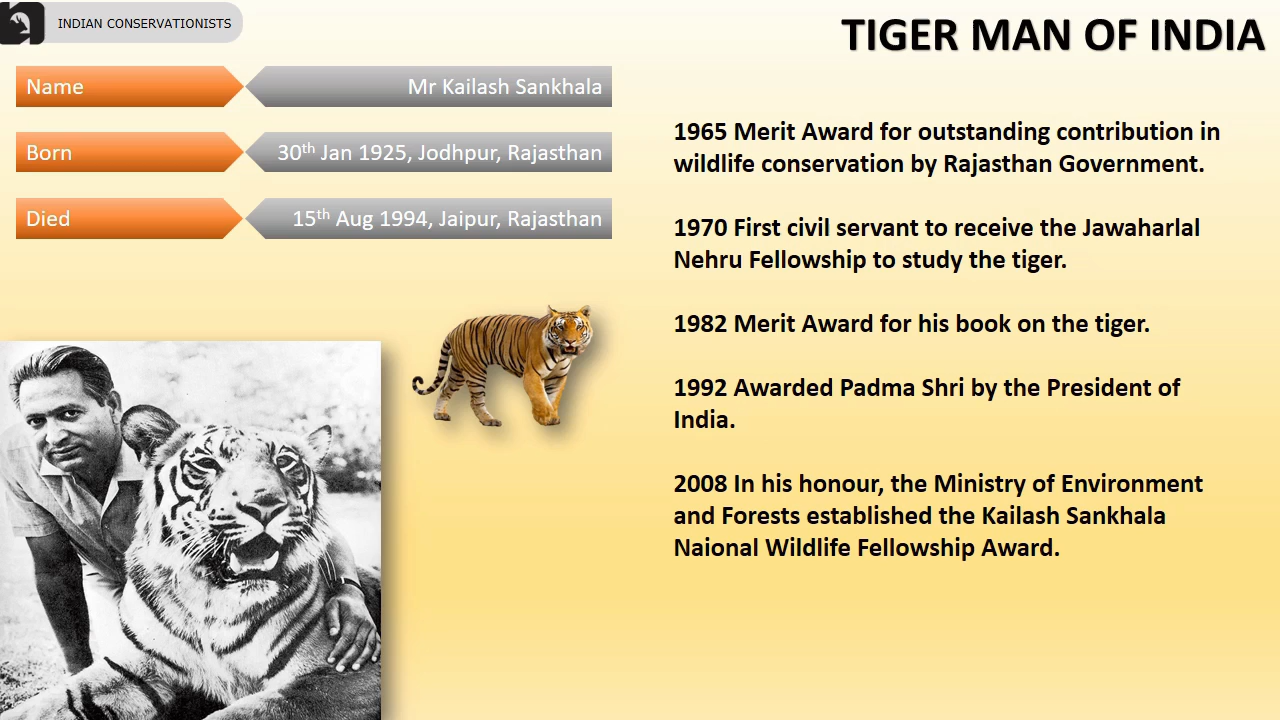 INDIAN CONSERVATIONISTS
TIGER MAN OF INDIA
Name
Mr Kailash Sankhala
Born
30th Jan 1925, Jodhpur, Rajasthan
Died
15th Aug 1994, Jaipur, Rajasthan
1965 Merit Award for outstanding contribution in
wildlife conservation by Rajasthan Government.
1970 First civil servant to receive the Jawaharlal
Nehru Fellowship to study the tiger.
1982 Merit Award for his book on the tiger.
1992 Awarded Padma Shri by the President of
India.
2008 In his honour, the Ministry of Environment
and Forests established the Kailash Sankhala
Naional Wildlife Fellowship Award.